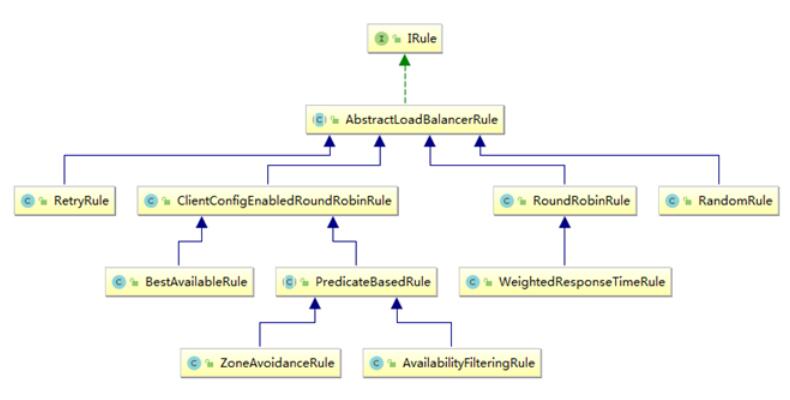 IRule
AbstractLoadBalancerRule
RetryRule
ClientConfigEnabledRoundRobinRule
RoundRobinRule
RandomRule
BestAvailableRule
PredicateBasedRule
WeightedResponseTimeRule
ZoneAvoidanceRule
AvailabilityFilteringRule